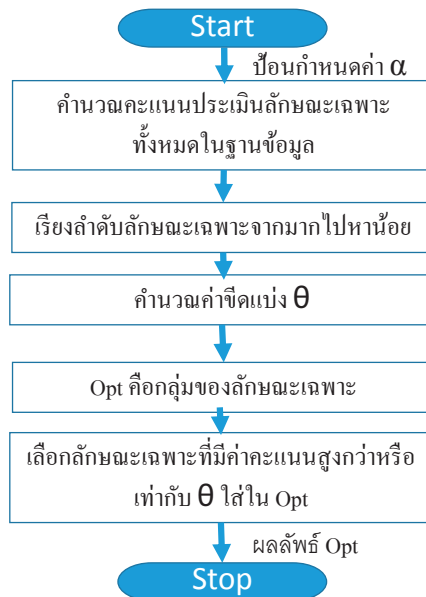 Start
ป้อนกำหนดค่า α
คำนวณคะแนนประเมินลักษณะเฉพาะ
ทั้งหมดในฐานข้อมูล
เรียงลำดับลักษณะเฉพาะจากมากไปหาน้อย
คำนวณค่าขีดแบ่ง θ
Opt คือกลุ่มของลักษณะเฉพาะ
เลือกลักษณะเฉพาะที่มีค่าคะแนนสูงกว่าหรือ
เท่ากับ θ ใส่ใน Opt
ผลลัพธ์ Opt
Stop